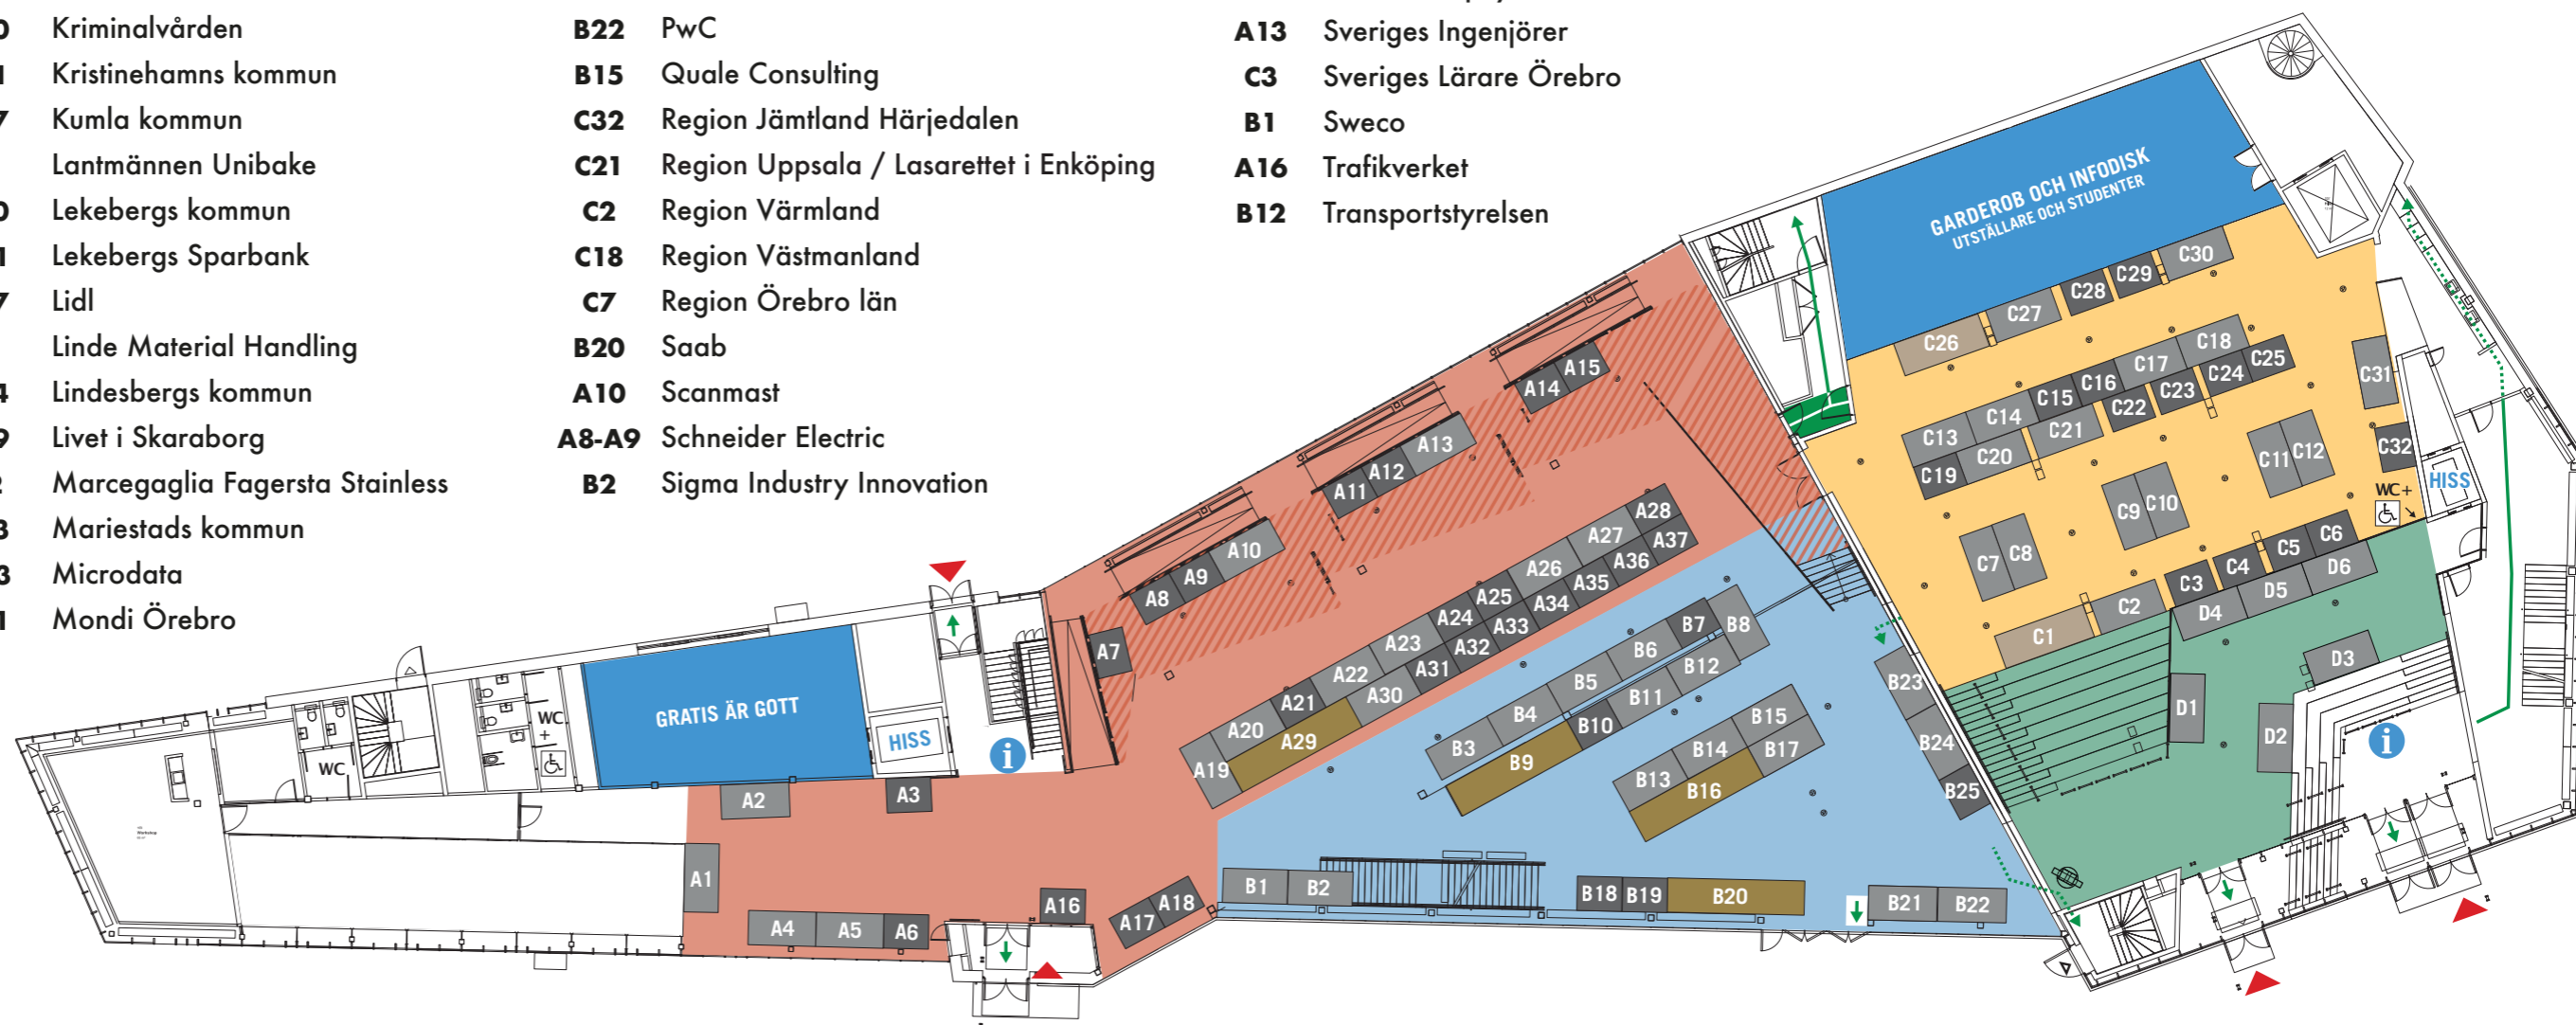 Kriminalvården
Kristinehamns kommun
Kumla kommun
Lantmännen Unibake
Lekebergs kommun
Lekebergs Sparbank
Lidl
Linde Material Handling
Lindesbergs kommun
Livet i Skaraborg
Marcegaglia Fagersta Stainless
Mariestads kommun
Microdata
Mondi Örebro
B22 PwC
B15 Quale Consulting
C32 Region Jämtland Härjedalen
C21 Region Uppsala / Lasarettet i Enköping
C2 Region Värmland
C18 Region Västmanland
C7 Region Örebro län
B20 Saab
A10 Scanmast
A8-A9 Schneider Electric
B2 Sigma Industry Innovation
A13 Sveriges Ingenjörer
C3 Sveriges Lärare Örebro
B1 Sweco
A16 Trafikverket
B12 Transportstyrelsen
GARDEROB OCH INFODISK
UTSTÄLLARE OCH STUDENTER
GRATIS ÄR GOTT
HISS
WC
WC
+
i
A1
A2
A3
A4
A5
A6
A7
A8
A9
A10
A11
A12
A13
A14
A15
A16
A17
A18
A19
A20
A21
A22
A23
A24
A25
A26
A27
A28
A29
A30
A31
A32
A33
A34
A35
A36
A37
B1
B2
B3
B4
B5
B6
B7
B8
B9
B10
B11
B12
B13
B14
B15
B16
B17
B18
B19
B20
B21
B22
B23
B24
B25
C1
C2
C3
C4
C5
C6
C7
C8
C9
C10
C11
C12
C13
C14
C15
C16
C17
C18
C19
C20
C21
C22
C23
C24
C25
C26
C27
C28
C29
C30
C31
C32
HISS
WC+
D1
D2
D3
D4
D5
D6
i